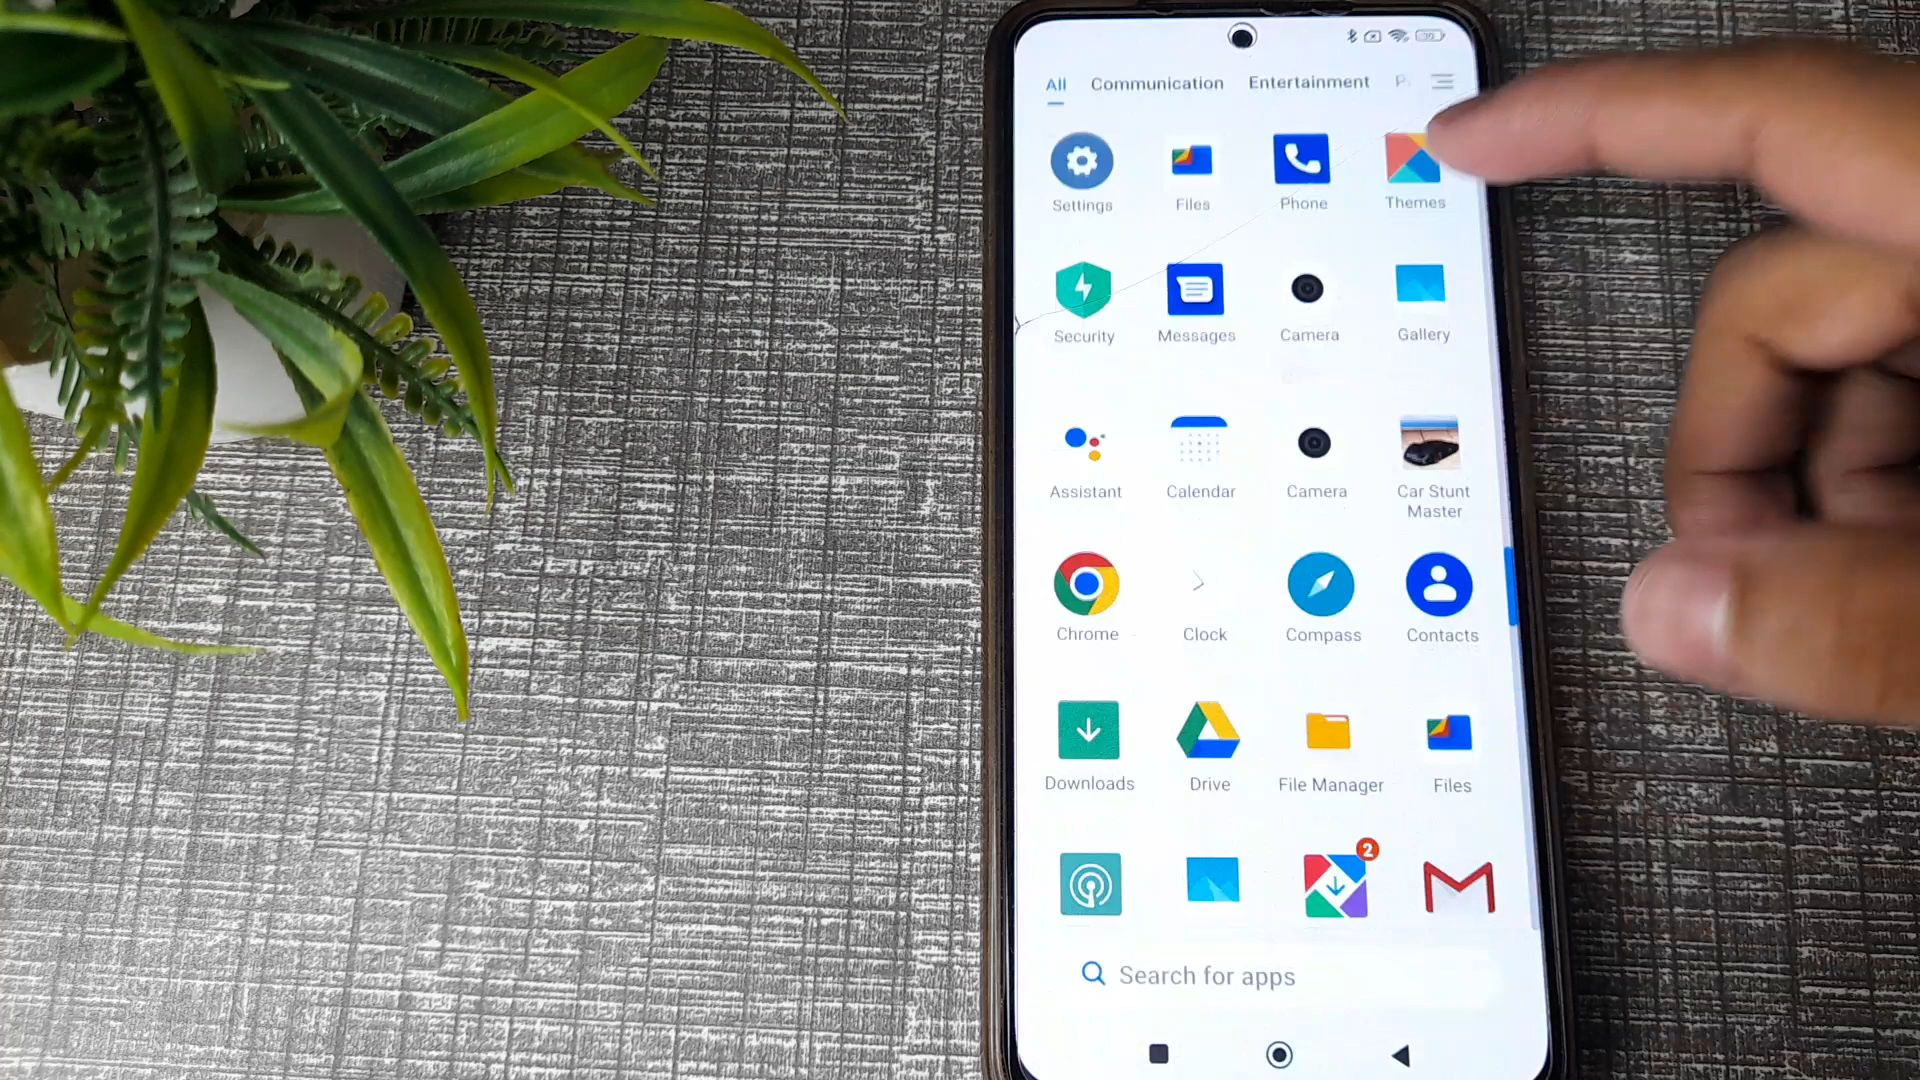 All Communication Entertainment P
Settings Files Phone Themes
Security Messages Camera Gallery
Assistant Calendar Camera Car Stunt
Master
Chrome Clock Compass Contacts
Downloads Drive File Manager Files
2
Search for apps